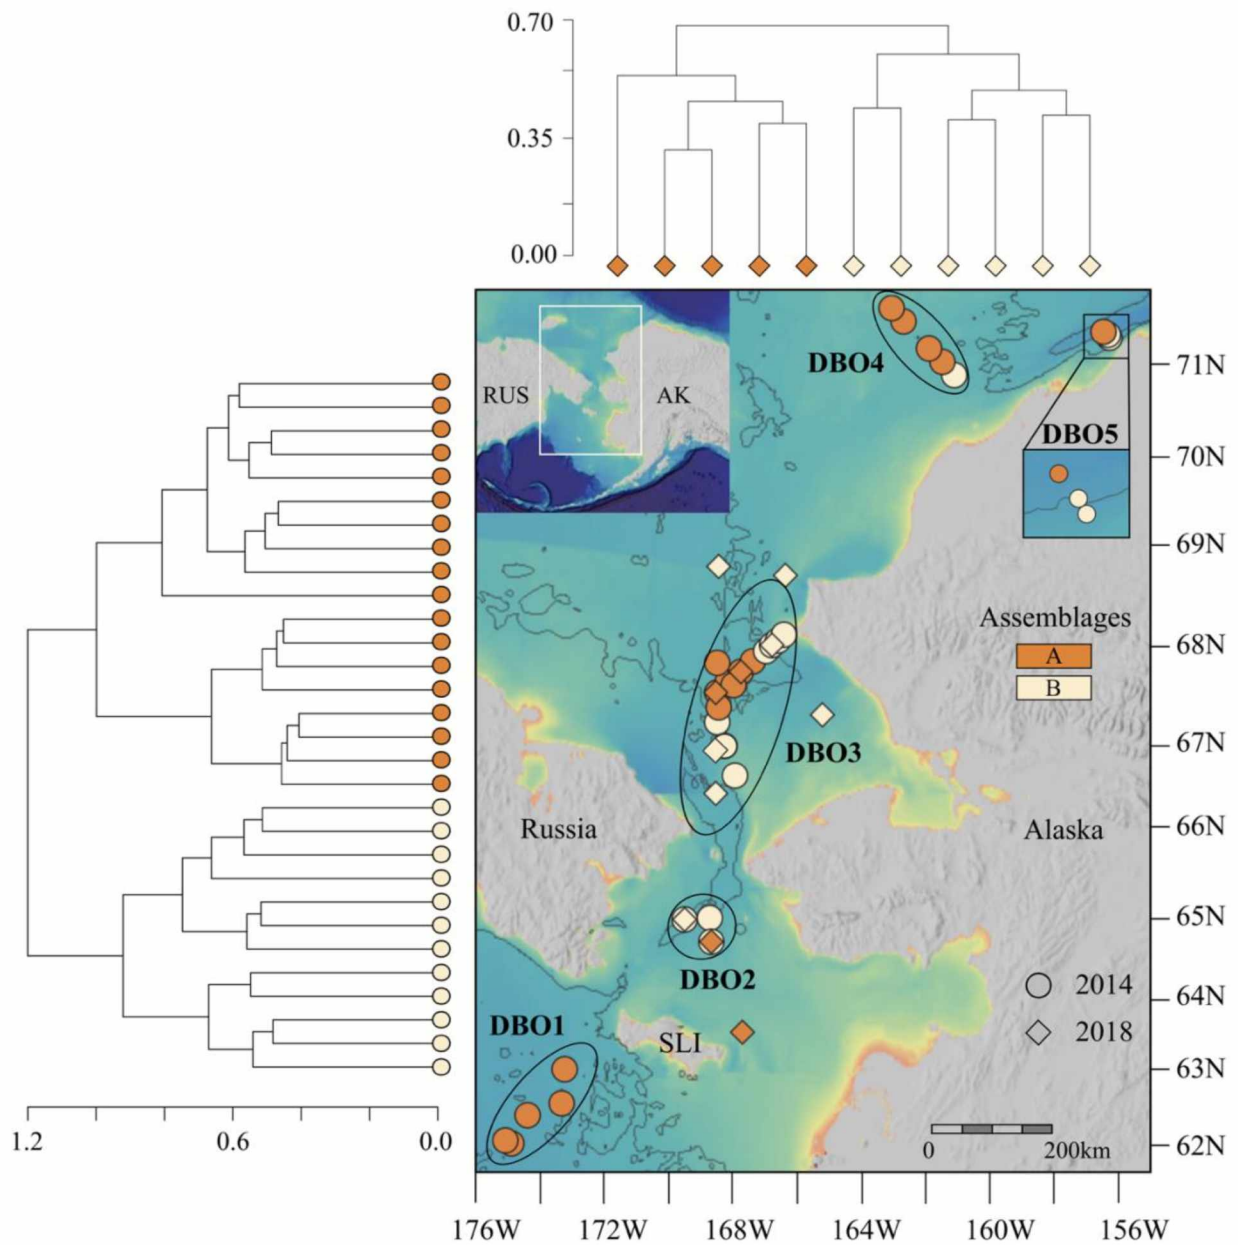 0.70
0.35
0.00
RUS
AK
DBO4
71N
DBO5
70N
69N
Assemblages
A
B
68N
67N
DBO3
Russia
Alaska
66N
65N
DBO2
2014
64N
DBO1
2018
SLI
63N
62N
0
200km
1.2
0.6
0.0
176W
172W
168W
164W
160W
156W